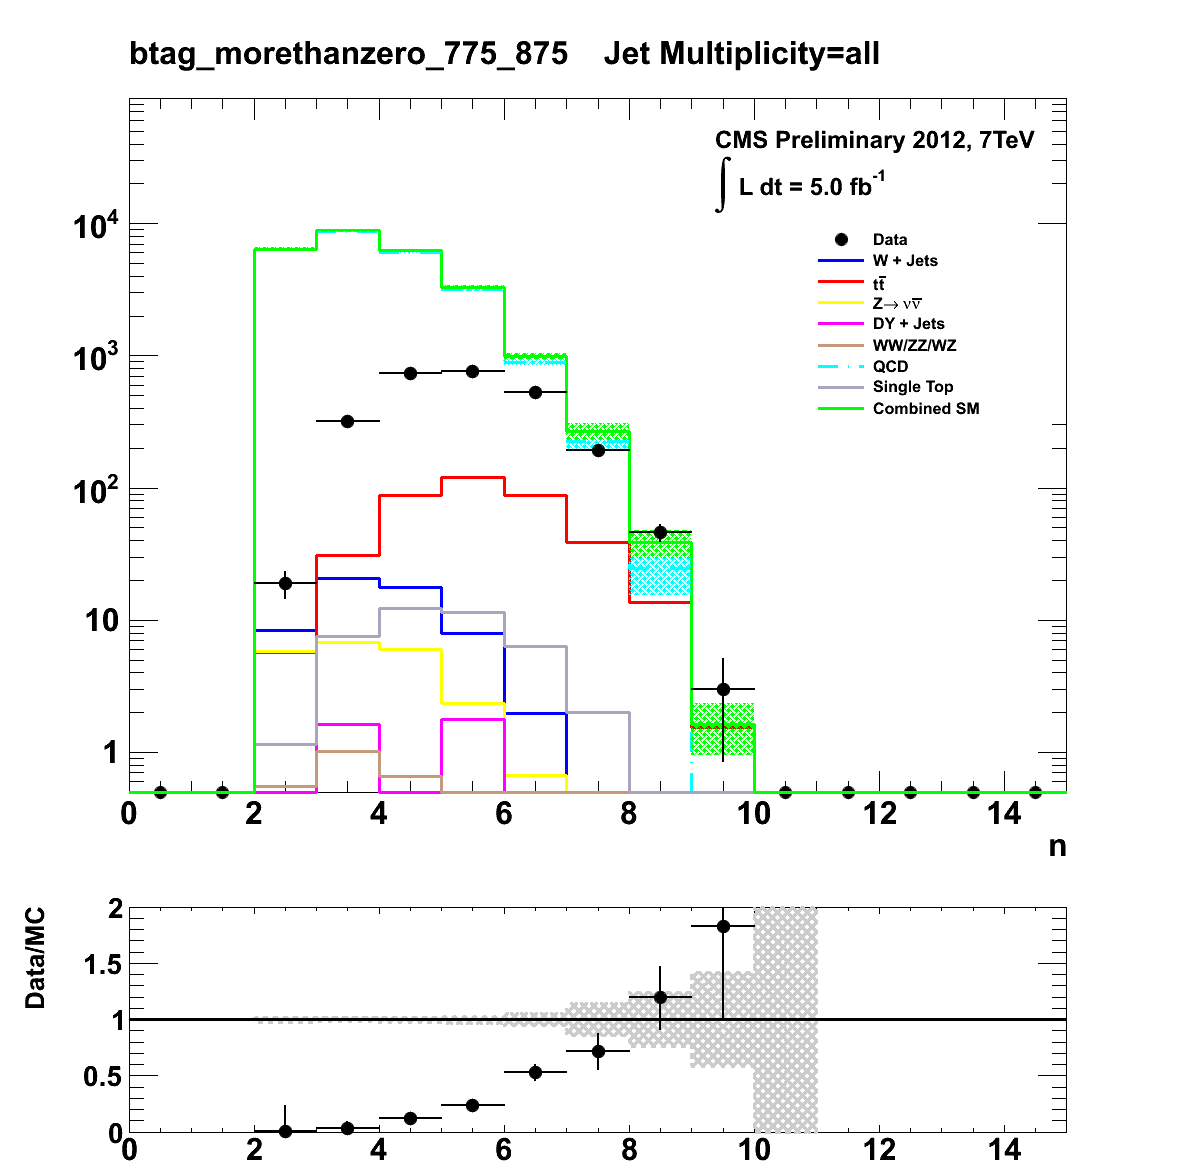 btag_morethanzero_775_875 Jet Multiplicity=all
CMS Preliminary 2012, 7TeV
∫ L dt = 5.0 fb⁻¹
Data
W + Jets
tt̅
Z→ νν̅
DY + Jets
WW/ZZ/WZ
QCD
Single Top
Combined SM
10⁴
10³
10²
10
1
0 2 4 6 8 10 12 14
n
Data/MC
2
1.5
1
0.5
0
0 2 4 6 8 10 12 14